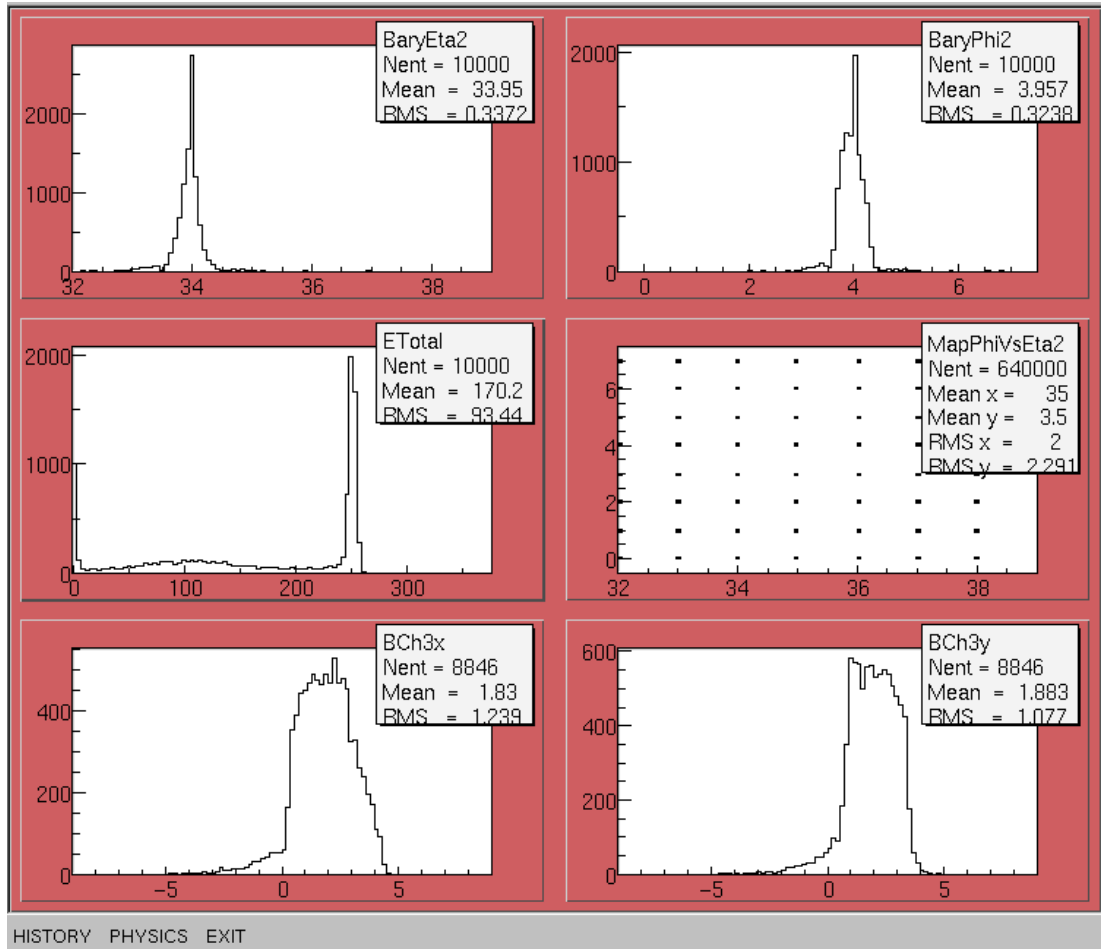 BaryEta2
Nent = 10000
Mean = 33.95
RMS = 0.3372
2000
1000
0
32 34 36 38
BaryPhi2
Nent = 10000
Mean = 3.957
RMS = 0.3238
2000
1000
0
0 2 4 6
ETotal
Nent = 10000
Mean = 170.2
RMS = 93.44
2000
1000
0
0 100 200 300
MapPhiVsEta2
Nent = 640000
Mean x = 35
Mean y = 3.5
RMS x = 2
RMS y = 2.291
6
4
2
0
32 34 36 38
BCh3x
Nent = 8846
Mean = 1.83
RMS = 1.239
400
200
0
-5 0 5
BCh3y
Nent = 8846
Mean = 1.883
RMS = 1.077
600
400
200
0
-5 0 5
HISTORY PHYSICS EXIT